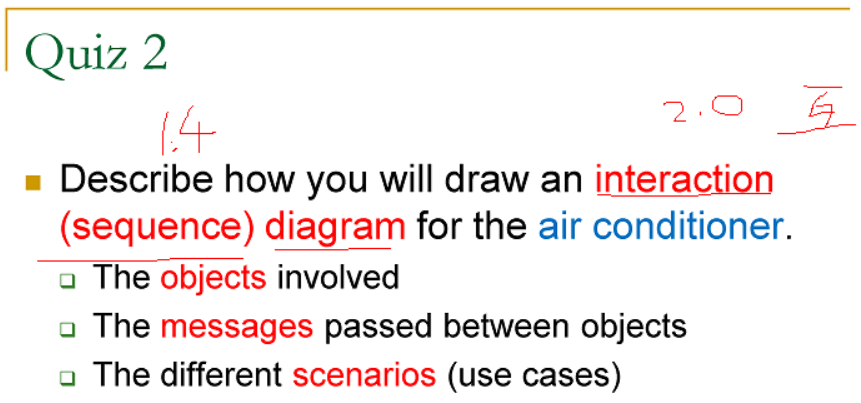 Quiz 2
1.4
2.0 互
Describe how you will draw an interaction
(sequence) diagram for the air conditioner.
The objects involved
The messages passed between objects
The different scenarios (use cases)